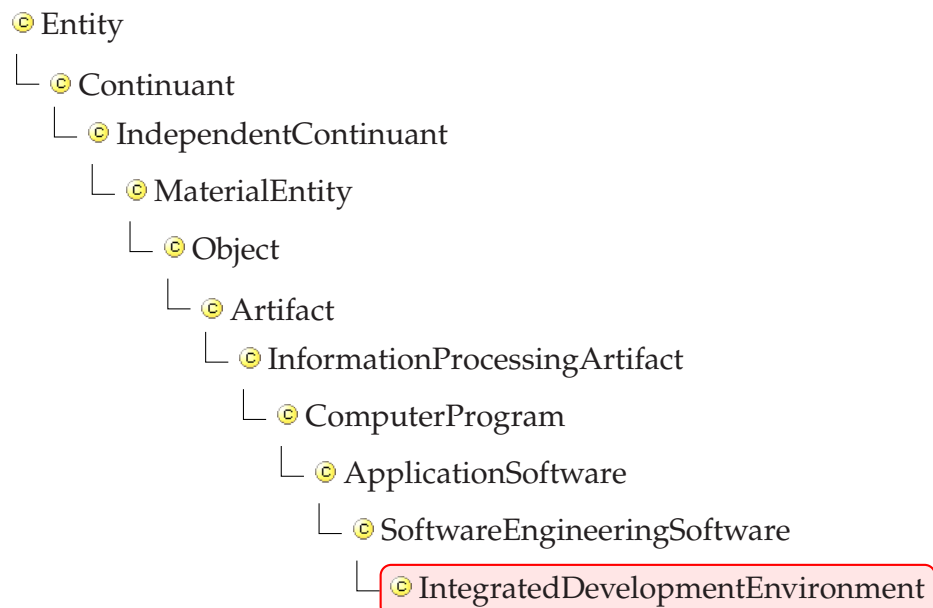 Entity
Continuant
IndependentContinuant
MaterialEntity
Object
Artifact
InformationProcessingArtifact
ComputerProgram
ApplicationSoftware
SoftwareEngineeringSoftware
IntegratedDevelopmentEnvironment